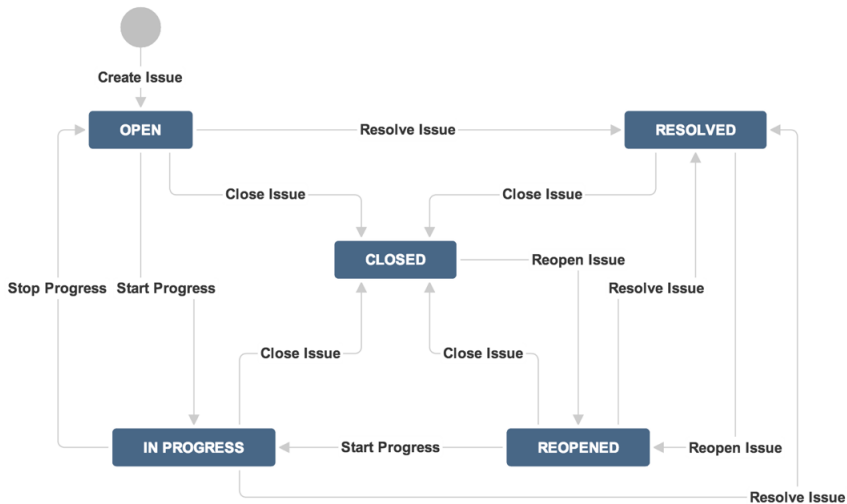 Create Issue
OPEN
Resolve Issue
RESOLVED
Close Issue
Close Issue
CLOSED
Reopen Issue
Stop Progress
Start Progress
Resolve Issue
Close Issue
Close Issue
IN PROGRESS
Start Progress
REOPENED
Reopen Issue
Resolve Issue